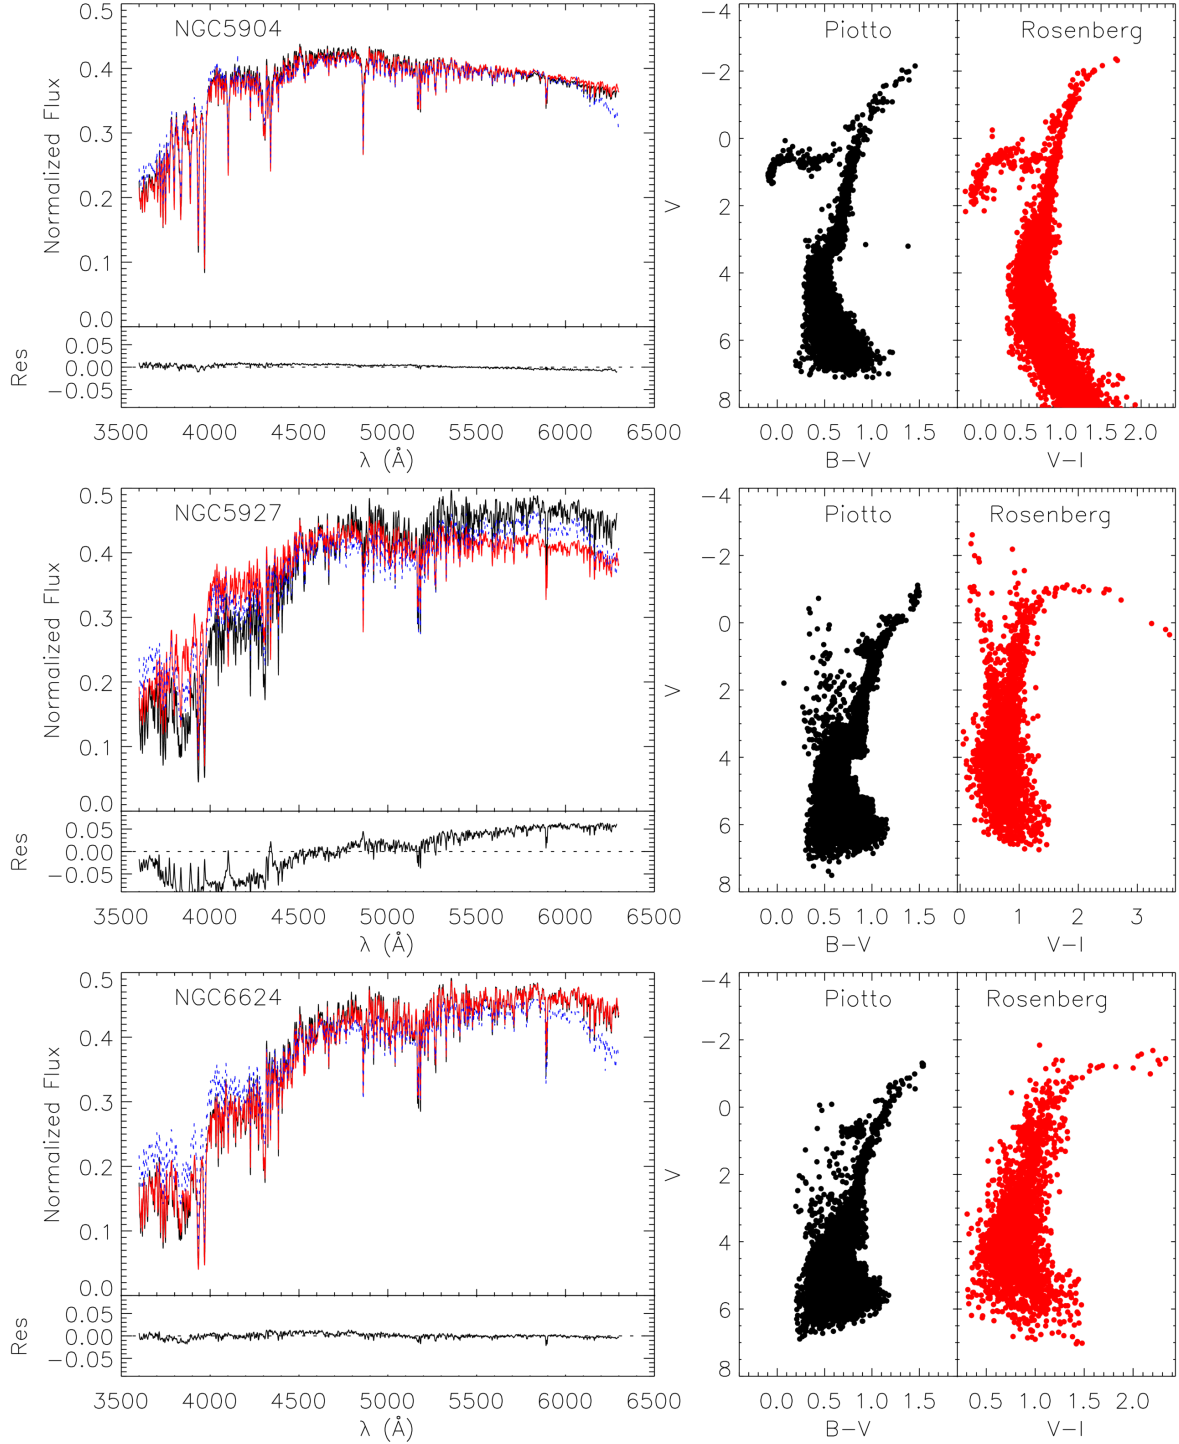 NGC5904
Normalized Flux
0.5
0.4
0.3
0.2
0.1
0.0
Res
0.05
0.00
−0.05
3500 4000 4500 5000 5500 6000 6500
λ (Å)
Piotto
Rosenberg
V
−4
−2
0
2
4
6
8
0.0 0.5 1.0 1.5
B−V
0.0 0.5 1.0 1.5 2.0
V−I
NGC5927
Normalized Flux
0.5
0.4
0.3
0.2
0.1
0.0
Res
0.05
0.00
−0.05
3500 4000 4500 5000 5500 6000 6500
λ (Å)
Piotto
Rosenberg
V
−4
−2
0
2
4
6
8
0.0 0.5 1.0 1.5
B−V
0 1 2 3
V−I
NGC6624
Normalized Flux
0.5
0.4
0.3
0.2
0.1
0.0
Res
0.05
0.00
−0.05
3500 4000 4500 5000 5500 6000 6500
λ (Å)
Piotto
Rosenberg
V
−4
−2
0
2
4
6
8
0.0 0.5 1.0 1.5
B−V
0.5 1.0 1.5 2.0
V−I